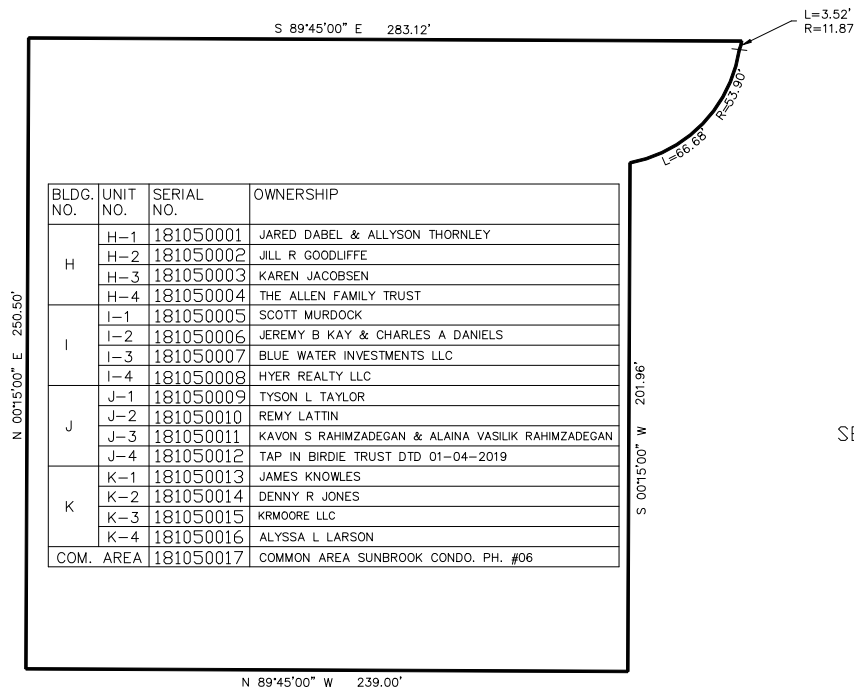 S 89°45'00" E 283.12'
L=3.52'
R=11.87
R=53.90'
L=66.68'
BLDG. NO. UNIT NO. SERIAL NO. OWNERSHIP
H
H-1 181050001 JARED DABEL & ALLYSON THORNLEY
H-2 181050002 JILL R GOODLIFFE
H-3 181050003 KAREN JACOBSEN
H-4 181050004 THE ALLEN FAMILY TRUST
I
I-1 181050005 SCOTT MURDOCK
I-2 181050006 JEREMY B KAY & CHARLES A DANIELS
I-3 181050007 BLUE WATER INVESTMENTS LLC
I-4 181050008 HYER REALTY LLC
J
J-1 181050009 TYSON L TAYLOR
J-2 181050010 REMY LATTIN
J-3 181050011 KAVON S RAHIMZADEGAN & ALAINA VASILIK RAHIMZADEGAN
J-4 181050012 TAP IN BIRDIE TRUST DTD 01-04-2019
K
K-1 181050013 JAMES KNOWLES
K-2 181050014 DENNY R JONES
K-3 181050015 KRMOORE LLC
K-4 181050016 ALYSSA L LARSON
COM. AREA 181050017 COMMON AREA SUNBROOK CONDO. PH. #06
N 00°15'00" E 250.50'
S 00°15'00" W 201.96'
N 89°45'00" W 239.00'